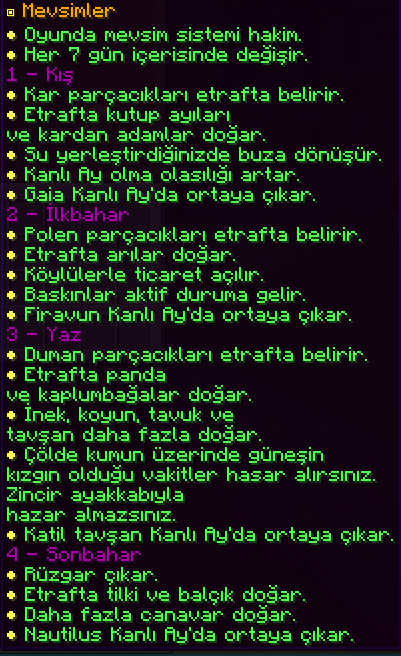 Mevsimler
• Oyunda mevsim sistemi hakim.
• Her 7 gün içerisinde değişir.
1 - Kış
• Kar parçacıkları etrafta belirir.
• Etrafta kutup ayıları
ve kardan adamlar doğar.
• Su yerleştirdiğinizde buza dönüşür.
• Kanlı Ay olma olasılığı artar.
• Gaia Kanlı Ay'da ortaya çıkar.
2 - İlkbahar
• Polen parçacıkları etrafta belirir.
• Etrafta arılar doğar.
• Köylülerle ticaret açılır.
• Baskınlar aktif duruma gelir.
• Firavun Kanlı Ay'da ortaya çıkar.
3 - Yaz
• Duman parçacıkları etrafta belirir.
• Etrafta panda
ve kaplumbağalar doğar.
• İnek, koyun, tavuk ve
tavşan daha fazla doğar.
• Çölde kumun üzerinde güneşin
kızgın olduğu vakitler hasar alırsınız.
Zincir ayakkabıyla
hazar almazsınız.
• Katil tavşan Kanlı Ay'da ortaya çıkar.
4 - Sonbahar
• Rüzgar çıkar.
• Etrafta tilki ve balçık doğar.
• Daha fazla canavar doğar.
• Nautilus Kanlı Ay'da ortaya çıkar.